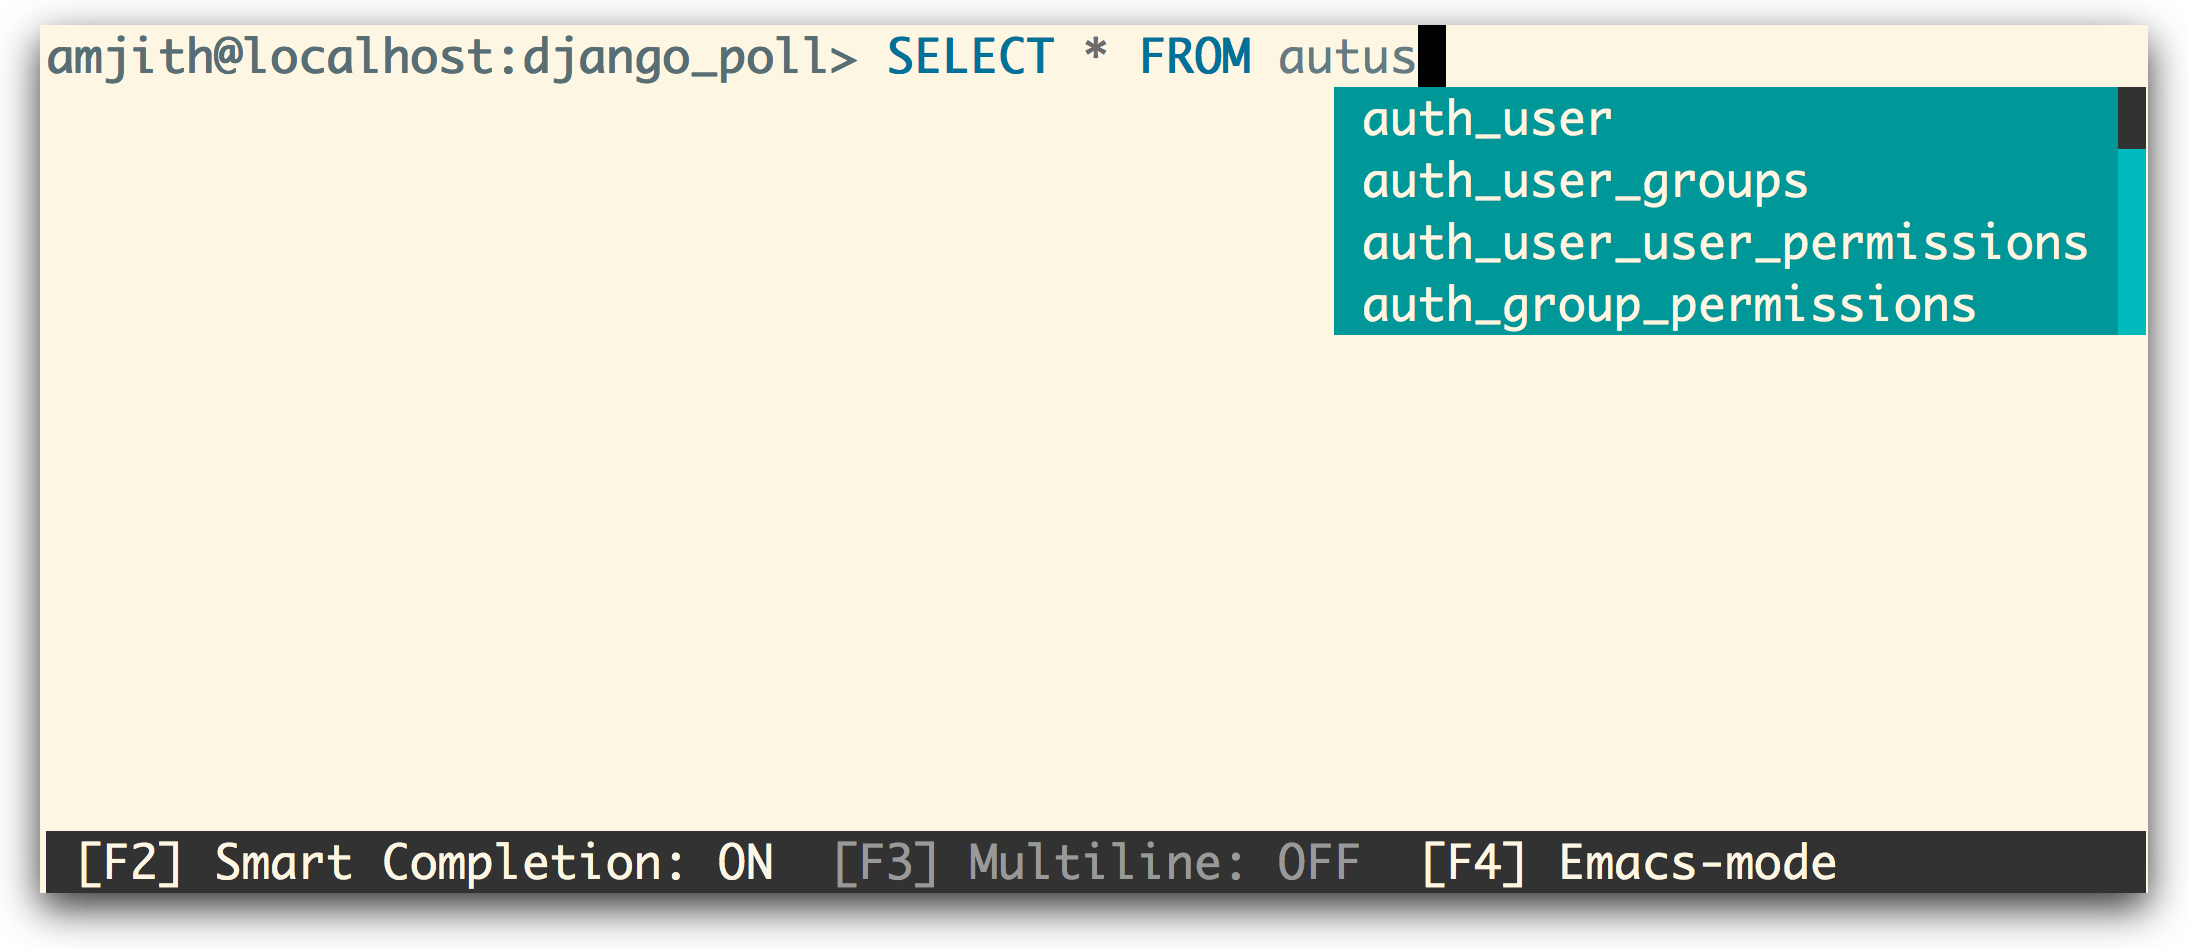 amjith@localhost:django_poll> SELECT * FROM autus
auth_user
auth_user_groups
auth_user_user_permissions
auth_group_permissions
[F2] Smart Completion: ON [F3] Multiline: OFF [F4] Emacs-mode